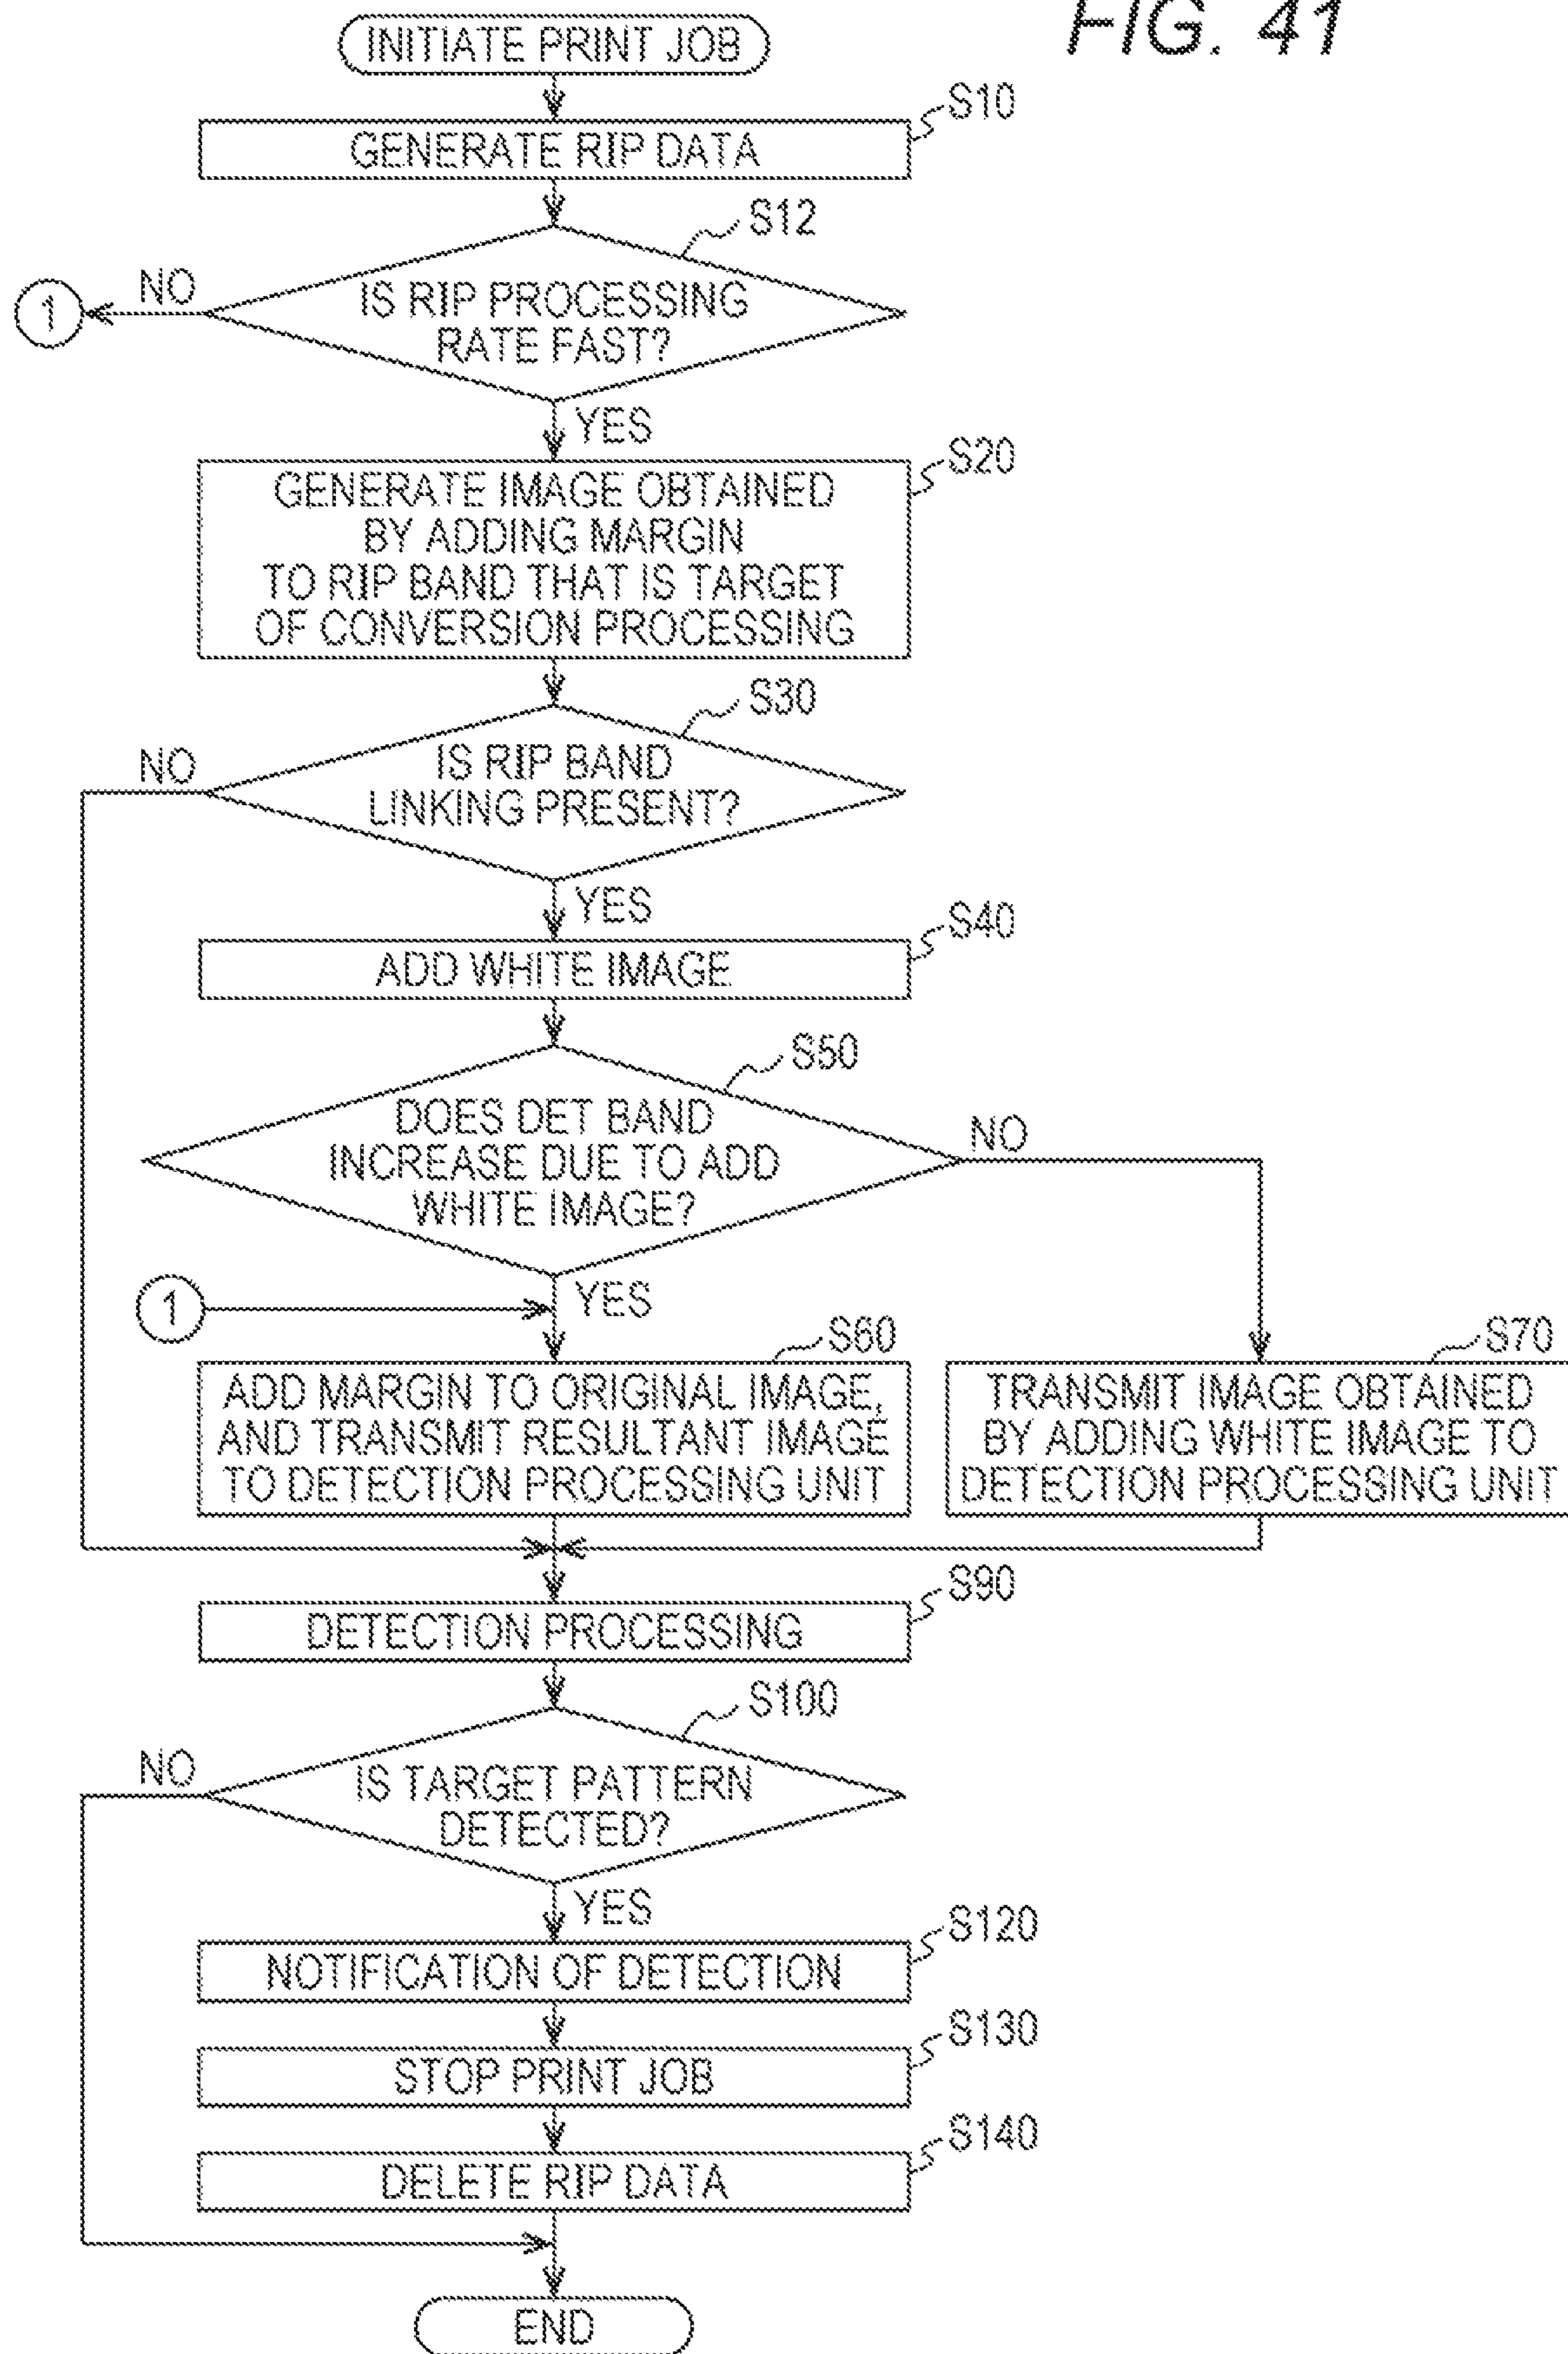 FIG. 41
INITIATE PRINT JOB
S10
GENERATE RIP DATA
S12
NO
1
IS RIP PROCESSING
RATE FAST?
YES
S20
GENERATE IMAGE OBTAINED
BY ADDING MARGIN
TO RIP BAND THAT IS TARGET
OF CONVERSION PROCESSING
S30
NO
IS RIP BAND
LINKING PRESENT?
YES
S40
ADD WHITE IMAGE
S50
DOES DET BAND
INCREASE DUE TO ADD
WHITE IMAGE?
NO
1
YES
S60
ADD MARGIN TO ORIGINAL IMAGE,
AND TRANSMIT RESULTANT IMAGE
TO DETECTION PROCESSING UNIT
S70
TRANSMIT IMAGE OBTAINED
BY ADDING WHITE IMAGE TO
DETECTION PROCESSING UNIT
S90
DETECTION PROCESSING
S100
NO
IS TARGET PATTERN
DETECTED?
YES
S120
NOTIFICATION OF DETECTION
S130
STOP PRINT JOB
S140
DELETE RIP DATA
END